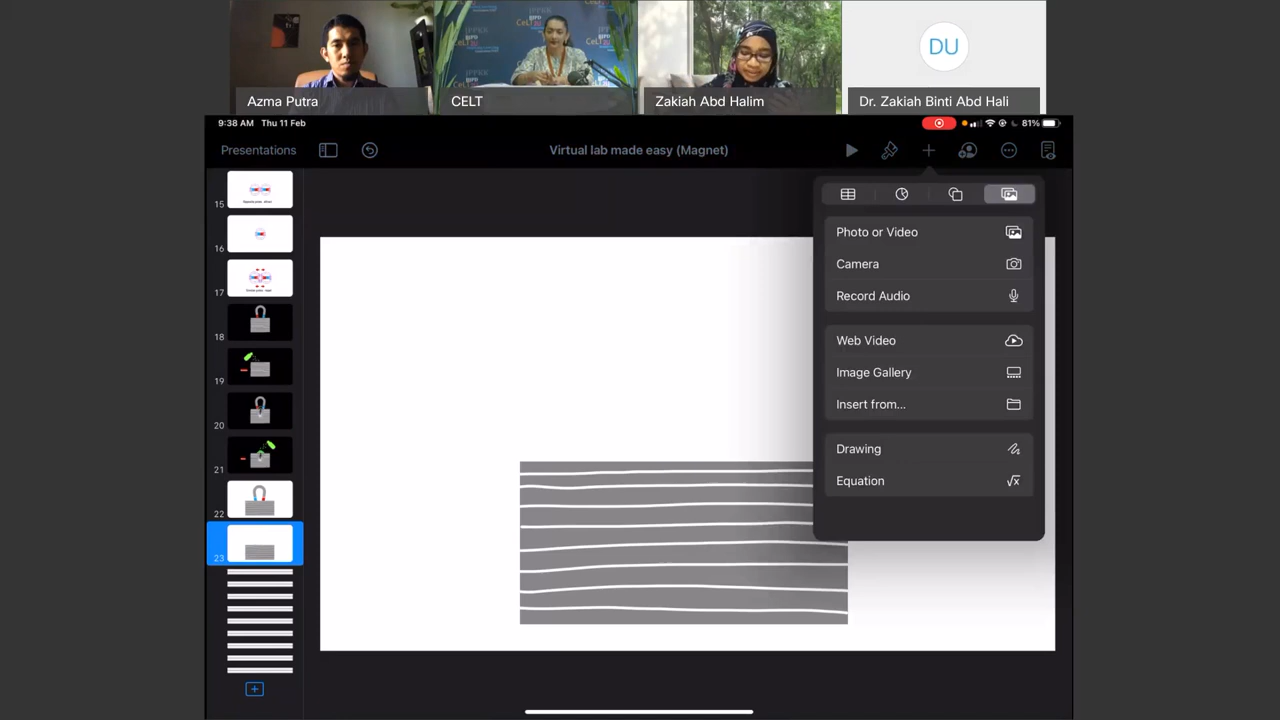 DU
Azma Putra
CELT
Zakiah Abd Halim
Dr. Zakiah Binti Abd Hali
9:38 AM Thu 11 Feb
81%
Presentations
Virtual lab made easy (Magnet)
15
16
17
18
19
20
21
22
23
Photo or Video
Camera
Record Audio
Web Video
Image Gallery
Insert from...
Drawing
Equation